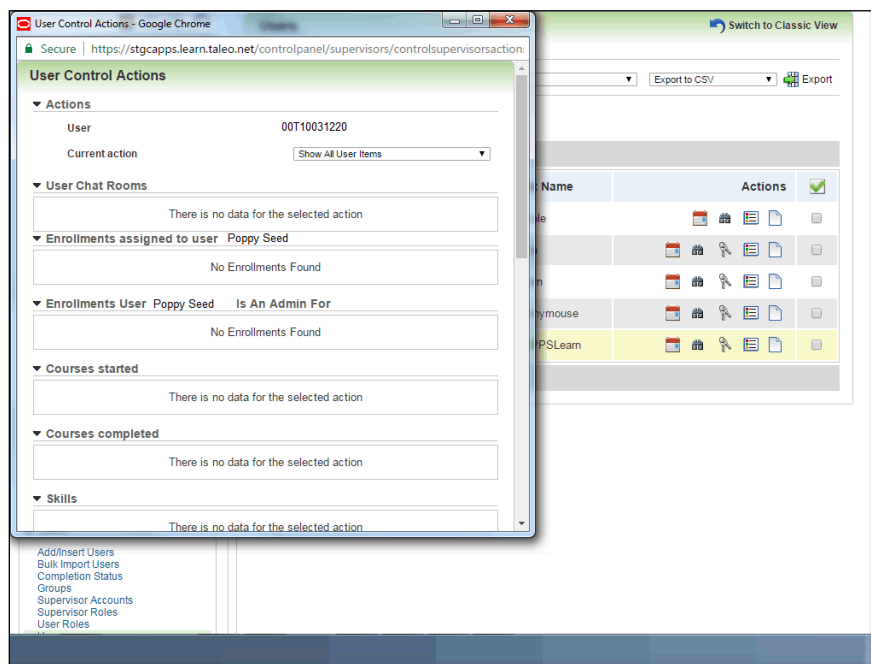 User Control Actions - Google Chrome
Users
Switch to Classic View
Secure | https://stgcapps.learn.taleo.net/controlpanel/supervisors/controlsupervisorsaction
User Control Actions
Export to CSV
Export
Actions
User 00T10031220
Current action Show All User Items
Name Actions
User Chat Rooms
There is no data for the selected action
Enrollments assigned to user Poppy Seed
No Enrollments Found
Enrollments User Poppy Seed Is An Admin For
ymouse
No Enrollments Found
PPSLearn
Courses started
There is no data for the selected action
Courses completed
There is no data for the selected action
Skills
There is no data for the selected action
Add/Insert Users
Bulk Import Users
Completion Status
Groups
Supervisor Accounts
Supervisor Roles
User Roles